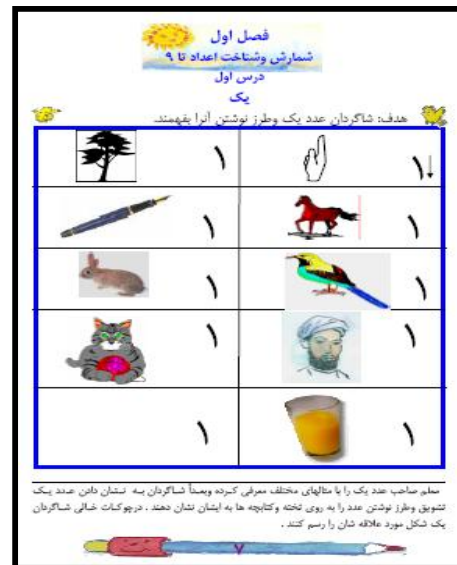 فصل اول
شمارش وشناخت اعداد تا ۹
درس اول
یک
هدف: شاگردان عدد یک وطرز نوشتن آنرا بفهمند.
۱ ۱
۱ ۱
۱ ۱
۱ ۱
۱ ۱
معلم صاحب عدد یک را با مثالهای مختلف معرفی کرده وبعداً شاگردان به نشان دادن عدد یک
تشویق وطرز نوشتن عدد را به روی تخته وکتابچه ها به ایشان نشان دهند . درچوکات خالی شاگردان
یک شکل مورد علاقه شان را رسم کنند .
۷